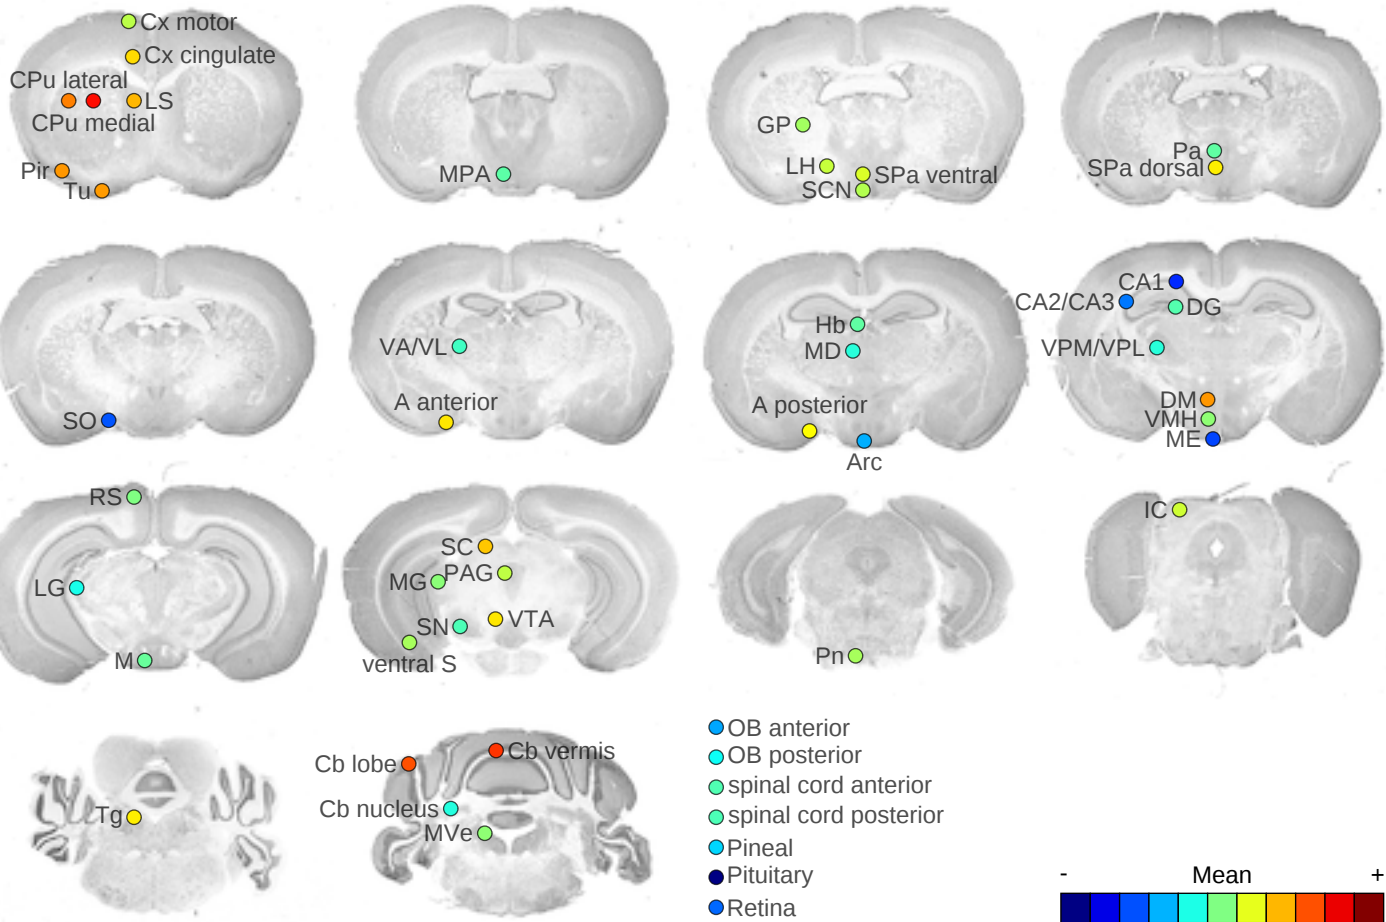 Cx motor
Cx cingulate
CPu lateral
LS
CPu medial
Pir
Tu
MPA
GP
LH
SPa ventral
SCN
Pa
SPa dorsal
SO
VA/VL
A anterior
Hb
MD
A posterior
Arc
CA1
CA2/CA3
DG
VPM/VPL
DM
VMH
ME
RS
LG
M
SC
PAG
MG
VTA
SN
ventral S
Pn
IC
Tg
Cb vermis
Cb lobe
Cb nucleus
MVe
OB anterior
OB posterior
spinal cord anterior
spinal cord posterior
Pineal
Pituitary
Retina
- Mean +